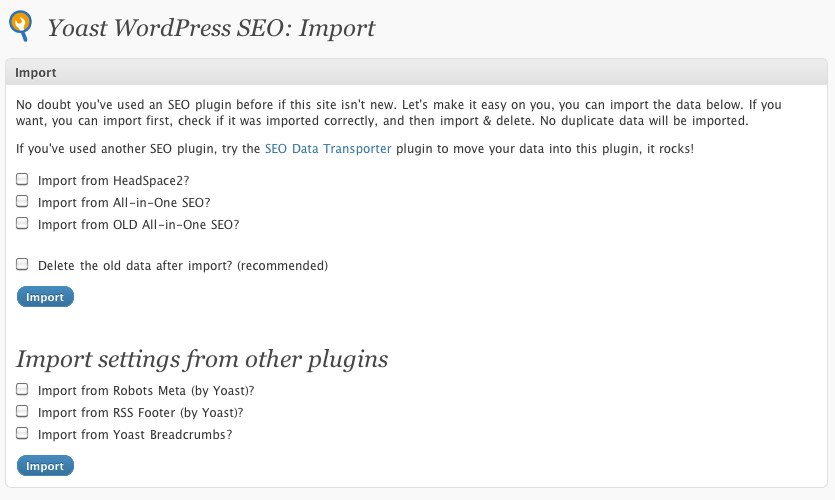 Yoast WordPress SEO: Import
Import
No doubt you've used an SEO plugin before if this site isn't new. Let's make it easy on you, you can import the data below. If you
want, you can import first, check if it was imported correctly, and then import & delete. No duplicate data will be imported.
If you've used another SEO plugin, try the SEO Data Transporter plugin to move your data into this plugin, it rocks!
Import from HeadSpace2?
Import from All-in-One SEO?
Import from OLD All-in-One SEO?
Delete the old data after import? (recommended)
Import
Import settings from other plugins
Import from Robots Meta (by Yoast)?
Import from RSS Footer (by Yoast)?
Import from Yoast Breadcrumbs?
Import